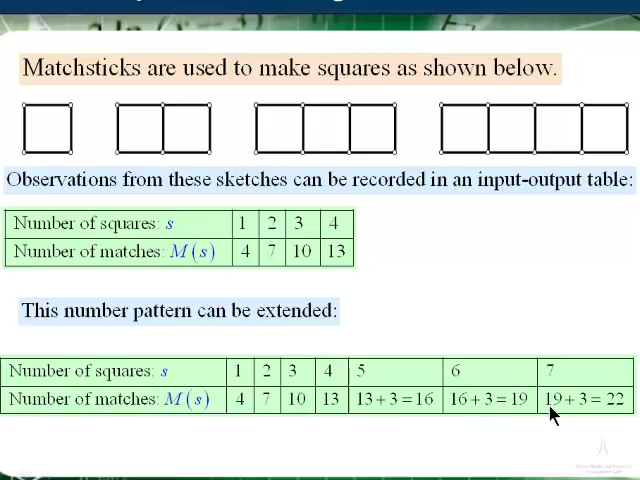 Matchsticks are used to make squares as shown below.
Observations from these sketches can be recorded in an input-output table:
Number of squares: s 1 2 3 4
Number of matches: M(s) 4 7 10 13
This number pattern can be extended:
Number of squares: s 1 2 3 4 5 6 7
Number of matches: M(s) 4 7 10 13 13 + 3 = 16 16 + 3 = 19 19 + 3 = 22